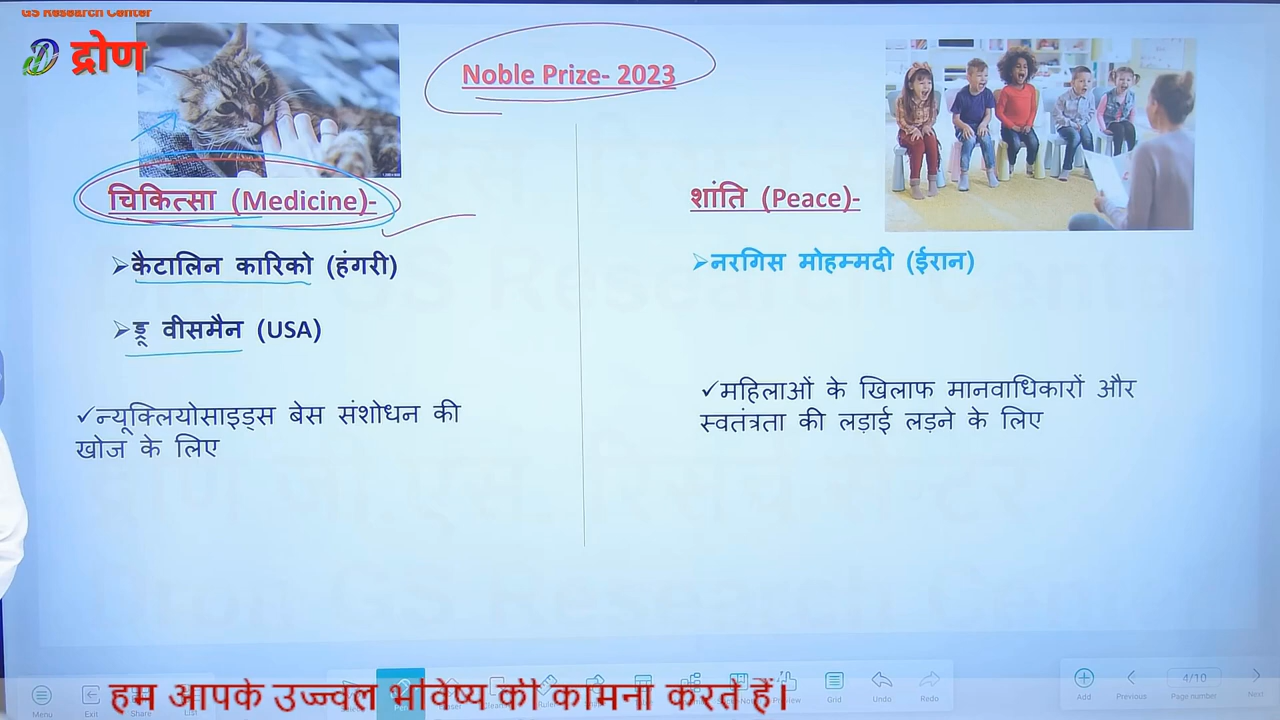 GS Research Center
द्रोण
Noble Prize- 2023
चिकित्सा (Medicine)-
➢कैटालिन कारिको (हंगरी)
➢ड्रू वीसमैन (USA)
✓न्यूक्लियोसाइड्स बेस संशोधन की
खोज के लिए
शांति (Peace)-
➢नरगिस मोहम्मदी (ईरान)
✓महिलाओं के खिलाफ मानवाधिकारों और
स्वतंत्रता की लड़ाई लड़ने के लिए
हम आपके उज्ज्वल भविष्य की कामना करते हैं।
Menu
Exit
Share
Grid
Undo
Redo
Add
Previous
4/10
Page number
Next